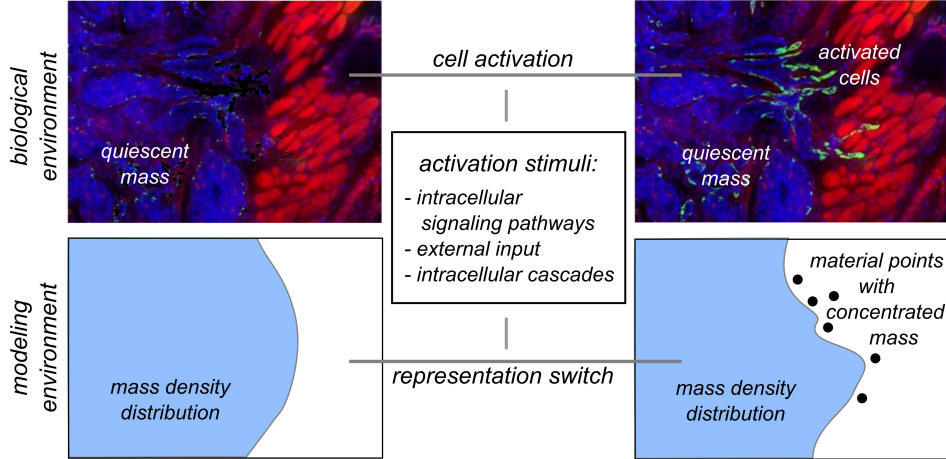 biological
environment
quiescent
mass
cell activation
activated
cells
quiescent
mass
activation stimuli:
- intracellular
signaling pathways
- external input
- intracellular cascades
modeling
environment
mass density
distribution
representation switch
material points
with
concentrated
mass
mass density
distribution